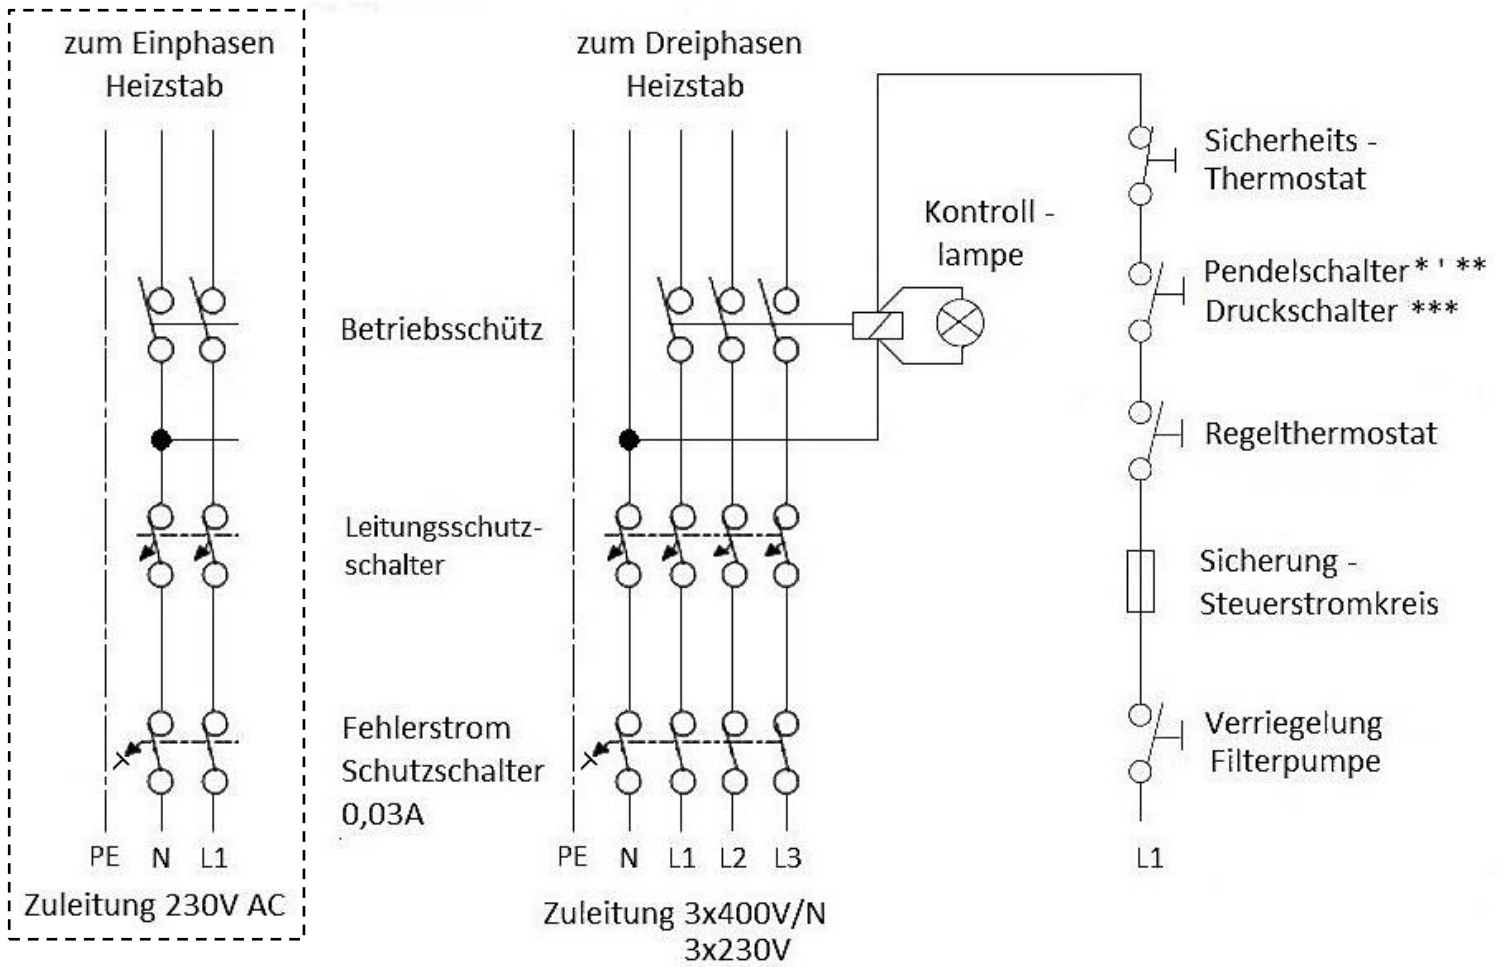 zum Einphasen
Heizstab
zum Dreiphasen
Heizstab
Sicherheits -
Thermostat
Kontroll -
lampe
Pendelschalter * ' **
Druckschalter ***
Betriebsschütz
Regelthermostat
Leitungsschutz-
schalter
Sicherung -
Steuerstromkreis
Fehlerstrom
Schutzschalter
0,03A
Verriegelung
Filterpumpe
PE N L1
PE N L1 L2 L3
L1
Zuleitung 230V AC
Zuleitung 3x400V/N
3x230V